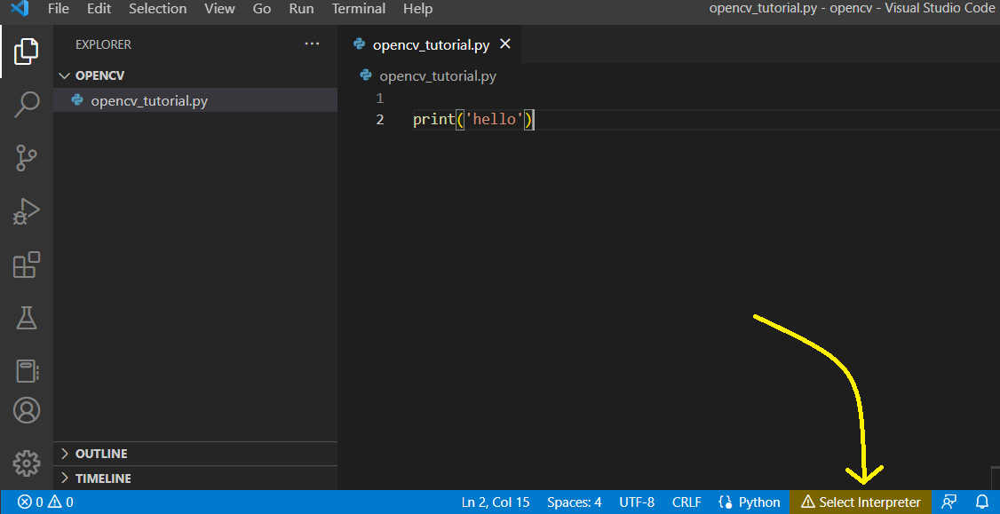 File Edit Selection View Go Run Terminal Help opencv_tutorial.py - opencv - Visual Studio Code
EXPLORER ···
OPENCV
opencv_tutorial.py
opencv_tutorial.py
opencv_tutorial.py
1
2 print('hello')
OUTLINE
TIMELINE
0 0 Ln 2, Col 15 Spaces: 4 UTF-8 CRLF Python Select Interpreter